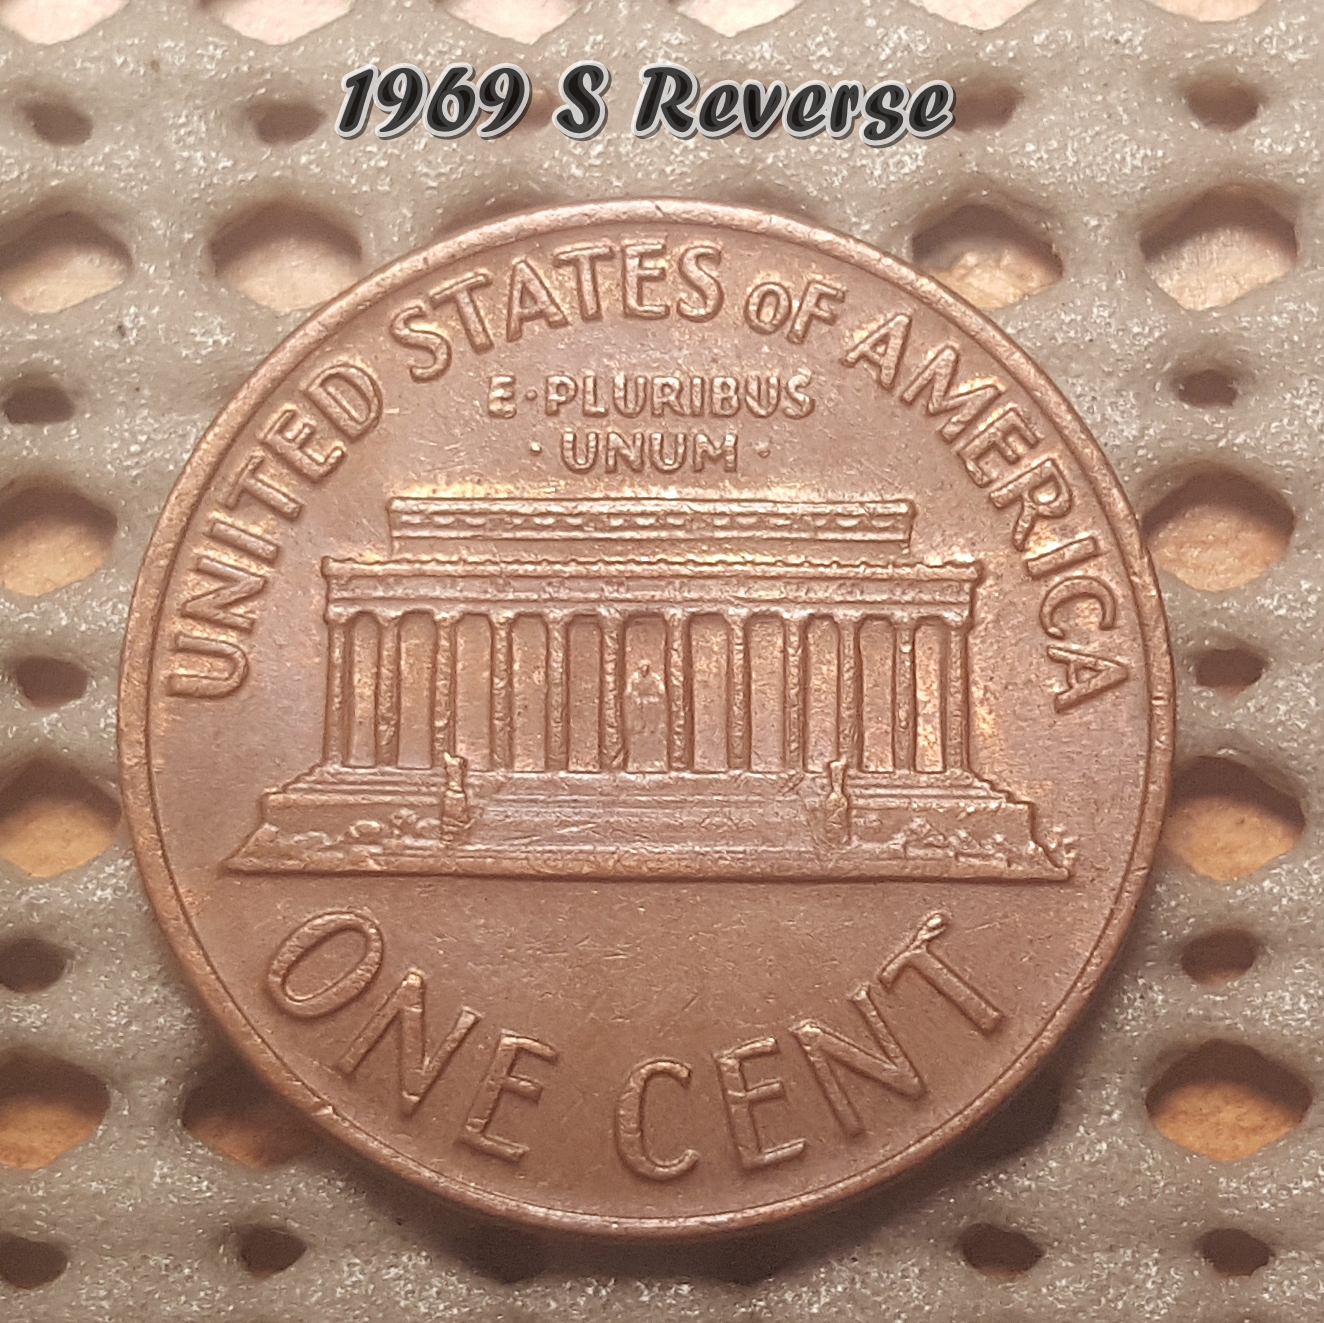 1969 S Reverse
UNITED STATES OF AMERICA
E·PLURIBUS
·UNUM·
ONE CENT